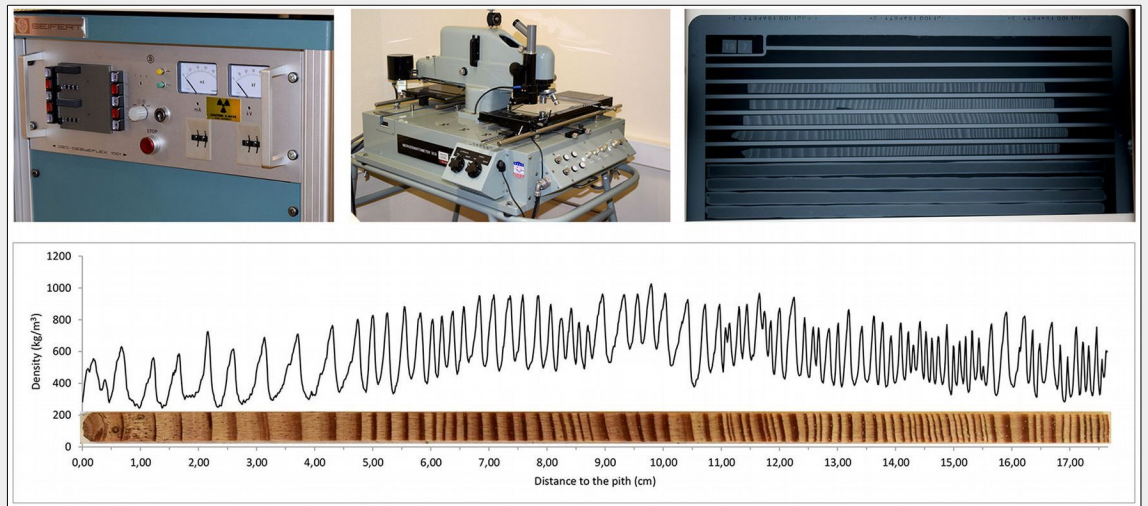 SEIFERT
mA
kV
STOP
1200
1000
800
600
400
200
0
Density (kg/m³)
0,00 1,00 2,00 3,00 4,00 5,00 6,00 7,00 8,00 9,00 10,00 11,00 12,00 13,00 14,00 15,00 16,00 17,00
Distance to the pith (cm)